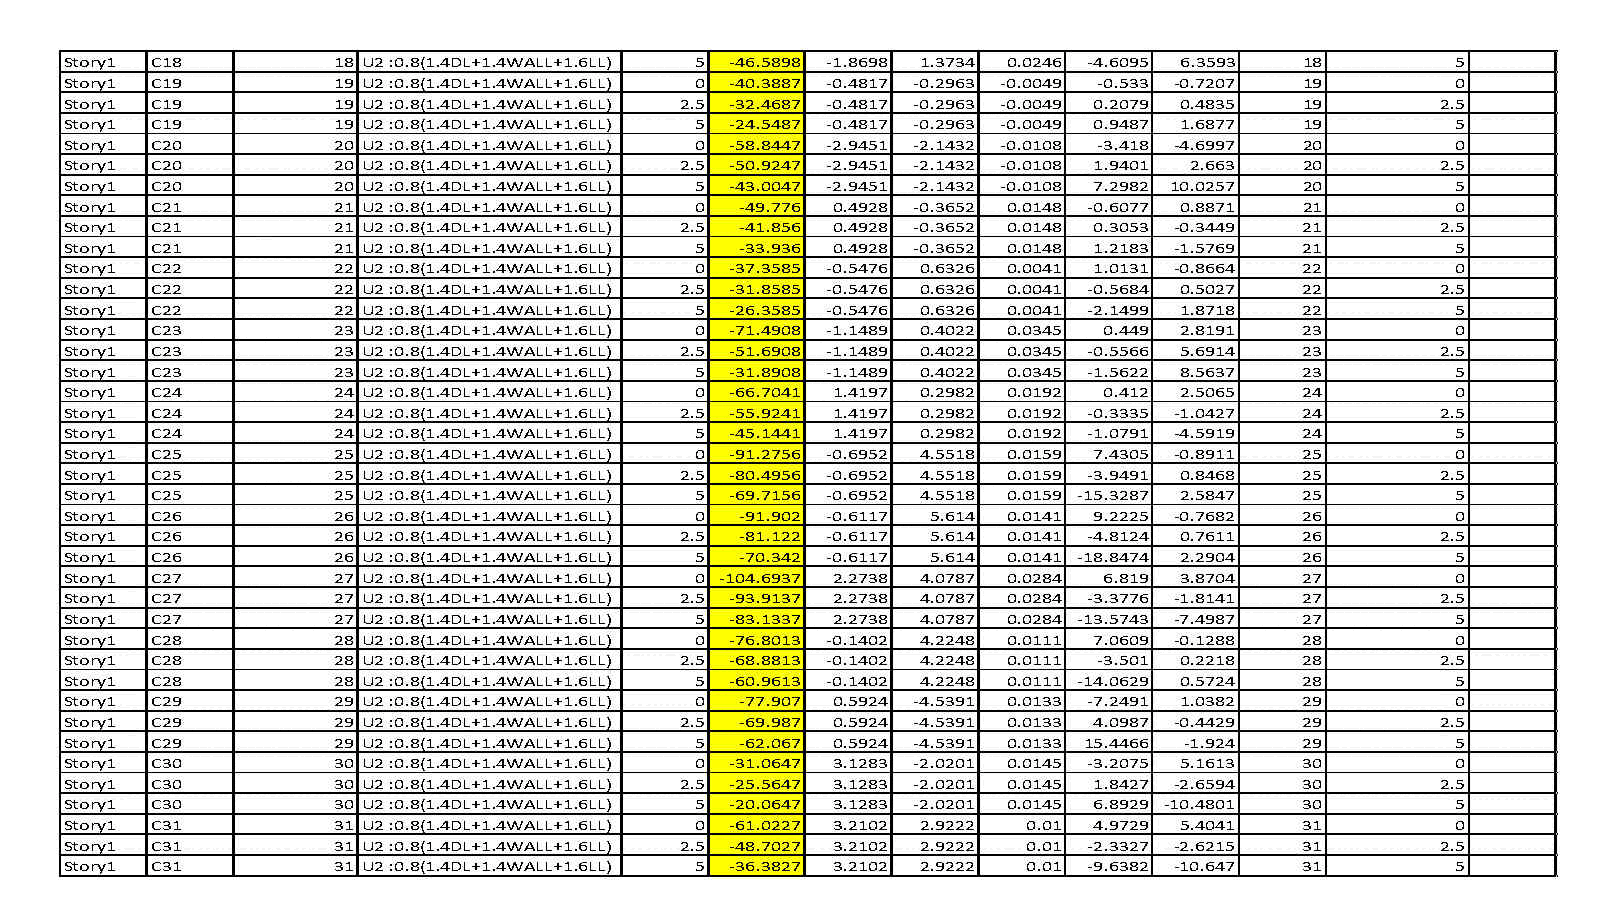 Story1 C18 18 U2 :0.8(1.4DL+1.4WALL+1.6LL) 5 -46.5898 -1.8698 1.3734 0.0246 -4.6095 6.3593 18 5
Story1 C19 19 U2 :0.8(1.4DL+1.4WALL+1.6LL) 0 -40.3887 -0.4817 -0.2963 -0.0049 -0.533 -0.7207 19 0
Story1 C19 19 U2 :0.8(1.4DL+1.4WALL+1.6LL) 2.5 -32.4687 -0.4817 -0.2963 -0.0049 0.2079 0.4835 19 2.5
Story1 C19 19 U2 :0.8(1.4DL+1.4WALL+1.6LL) 5 -24.5487 -0.4817 -0.2963 -0.0049 0.9487 1.6877 19 5
Story1 C20 20 U2 :0.8(1.4DL+1.4WALL+1.6LL) 0 -58.8447 -2.9451 -2.1432 -0.0108 -3.418 -4.6997 20 0
Story1 C20 20 U2 :0.8(1.4DL+1.4WALL+1.6LL) 2.5 -50.9247 -2.9451 -2.1432 -0.0108 1.9401 2.663 20 2.5
Story1 C20 20 U2 :0.8(1.4DL+1.4WALL+1.6LL) 5 -43.0047 -2.9451 -2.1432 -0.0108 7.2982 10.0257 20 5
Story1 C21 21 U2 :0.8(1.4DL+1.4WALL+1.6LL) 0 -49.776 0.4928 -0.3652 0.0148 -0.6077 0.8871 21 0
Story1 C21 21 U2 :0.8(1.4DL+1.4WALL+1.6LL) 2.5 -41.856 0.4928 -0.3652 0.0148 0.3053 -0.3449 21 2.5
Story1 C21 21 U2 :0.8(1.4DL+1.4WALL+1.6LL) 5 -33.936 0.4928 -0.3652 0.0148 1.2183 -1.5769 21 5
Story1 C22 22 U2 :0.8(1.4DL+1.4WALL+1.6LL) 0 -37.3585 -0.5476 0.6326 0.0041 1.0131 -0.8664 22 0
Story1 C22 22 U2 :0.8(1.4DL+1.4WALL+1.6LL) 2.5 -31.8585 -0.5476 0.6326 0.0041 -0.5684 0.5027 22 2.5
Story1 C22 22 U2 :0.8(1.4DL+1.4WALL+1.6LL) 5 -26.3585 -0.5476 0.6326 0.0041 -2.1499 1.8718 22 5
Story1 C23 23 U2 :0.8(1.4DL+1.4WALL+1.6LL) 0 -71.4908 -1.1489 0.4022 0.0345 0.449 2.8191 23 0
Story1 C23 23 U2 :0.8(1.4DL+1.4WALL+1.6LL) 2.5 -51.6908 -1.1489 0.4022 0.0345 -0.5566 5.6914 23 2.5
Story1 C23 23 U2 :0.8(1.4DL+1.4WALL+1.6LL) 5 -31.8908 -1.1489 0.4022 0.0345 -1.5622 8.5637 23 5
Story1 C24 24 U2 :0.8(1.4DL+1.4WALL+1.6LL) 0 -66.7041 1.4197 0.2982 0.0192 0.412 2.5065 24 0
Story1 C24 24 U2 :0.8(1.4DL+1.4WALL+1.6LL) 2.5 -55.9241 1.4197 0.2982 0.0192 -0.3335 -1.0427 24 2.5
Story1 C24 24 U2 :0.8(1.4DL+1.4WALL+1.6LL) 5 -45.1441 1.4197 0.2982 0.0192 -1.0791 -4.5919 24 5
Story1 C25 25 U2 :0.8(1.4DL+1.4WALL+1.6LL) 0 -91.2756 -0.6952 4.5518 0.0159 7.4305 -0.8911 25 0
Story1 C25 25 U2 :0.8(1.4DL+1.4WALL+1.6LL) 2.5 -80.4956 -0.6952 4.5518 0.0159 -3.9491 0.8468 25 2.5
Story1 C25 25 U2 :0.8(1.4DL+1.4WALL+1.6LL) 5 -69.7156 -0.6952 4.5518 0.0159 -15.3287 2.5847 25 5
Story1 C26 26 U2 :0.8(1.4DL+1.4WALL+1.6LL) 0 -91.902 -0.6117 5.614 0.0141 9.2225 -0.7682 26 0
Story1 C26 26 U2 :0.8(1.4DL+1.4WALL+1.6LL) 2.5 -81.122 -0.6117 5.614 0.0141 -4.8124 0.7611 26 2.5
Story1 C26 26 U2 :0.8(1.4DL+1.4WALL+1.6LL) 5 -70.342 -0.6117 5.614 0.0141 -18.8474 2.2904 26 5
Story1 C27 27 U2 :0.8(1.4DL+1.4WALL+1.6LL) 0 -104.6937 2.2738 4.0787 0.0284 6.819 3.8704 27 0
Story1 C27 27 U2 :0.8(1.4DL+1.4WALL+1.6LL) 2.5 -93.9137 2.2738 4.0787 0.0284 -3.3776 -1.8141 27 2.5
Story1 C27 27 U2 :0.8(1.4DL+1.4WALL+1.6LL) 5 -83.1337 2.2738 4.0787 0.0284 -13.5743 -7.4987 27 5
Story1 C28 28 U2 :0.8(1.4DL+1.4WALL+1.6LL) 0 -76.8013 -0.1402 4.2248 0.0111 7.0609 -0.1288 28 0
Story1 C28 28 U2 :0.8(1.4DL+1.4WALL+1.6LL) 2.5 -68.8813 -0.1402 4.2248 0.0111 -3.501 0.2218 28 2.5
Story1 C28 28 U2 :0.8(1.4DL+1.4WALL+1.6LL) 5 -60.9613 -0.1402 4.2248 0.0111 -14.0629 0.5724 28 5
Story1 C29 29 U2 :0.8(1.4DL+1.4WALL+1.6LL) 0 -77.907 0.5924 -4.5391 0.0133 -7.2491 1.0382 29 0
Story1 C29 29 U2 :0.8(1.4DL+1.4WALL+1.6LL) 2.5 -69.987 0.5924 -4.5391 0.0133 4.0987 -0.4429 29 2.5
Story1 C29 29 U2 :0.8(1.4DL+1.4WALL+1.6LL) 5 -62.067 0.5924 -4.5391 0.0133 15.4466 -1.924 29 5
Story1 C30 30 U2 :0.8(1.4DL+1.4WALL+1.6LL) 0 -31.0647 3.1283 -2.0201 0.0145 -3.2075 5.1613 30 0
Story1 C30 30 U2 :0.8(1.4DL+1.4WALL+1.6LL) 2.5 -25.5647 3.1283 -2.0201 0.0145 1.8427 -2.6594 30 2.5
Story1 C30 30 U2 :0.8(1.4DL+1.4WALL+1.6LL) 5 -20.0647 3.1283 -2.0201 0.0145 6.8929 -10.4801 30 5
Story1 C31 31 U2 :0.8(1.4DL+1.4WALL+1.6LL) 0 -61.0227 3.2102 2.9222 0.01 4.9729 5.4041 31 0
Story1 C31 31 U2 :0.8(1.4DL+1.4WALL+1.6LL) 2.5 -48.7027 3.2102 2.9222 0.01 -2.3327 -2.6215 31 2.5
Story1 C31 31 U2 :0.8(1.4DL+1.4WALL+1.6LL) 5 -36.3827 3.2102 2.9222 0.01 -9.6382 -10.647 31 5